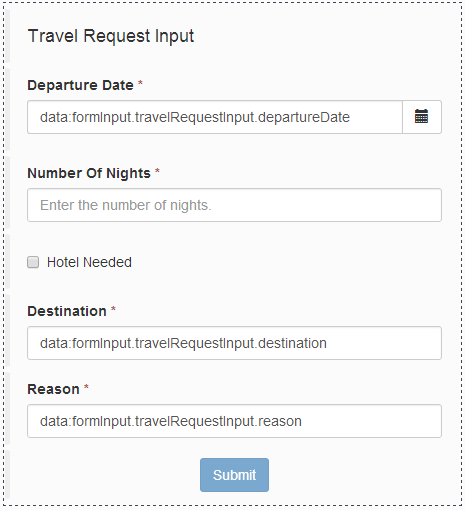 Travel Request Input
Departure Date *
data:formInput.travelRequestInput.departureDate
Number Of Nights *
Enter the number of nights.
Hotel Needed
Destination *
data:formInput.travelRequestInput.destination
Reason *
data:formInput.travelRequestInput.reason
Submit